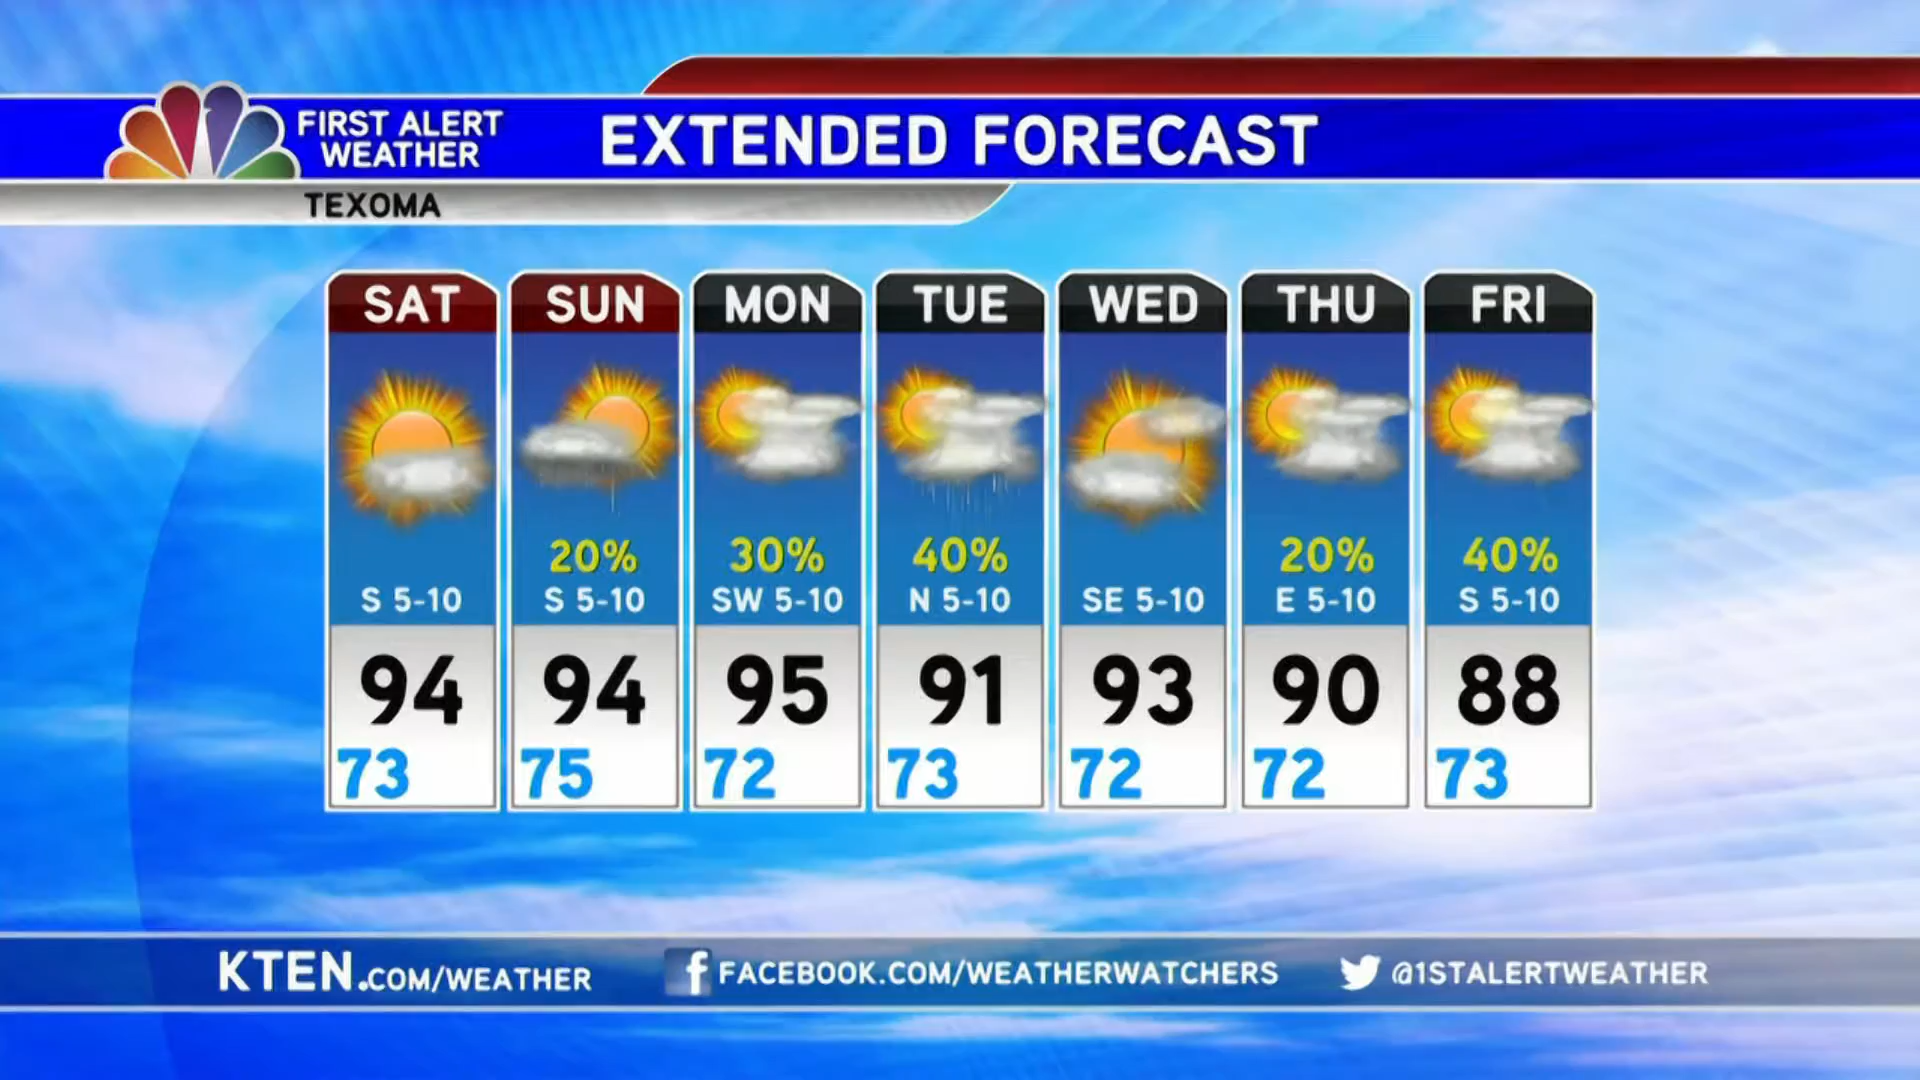 FIRST ALERT
WEATHER
EXTENDED FORECAST
TEXOMA
SAT SUN MON TUE WED THU FRI
20% 30% 40% 20% 40%
S 5-10 S 5-10 SW 5-10 N 5-10 SE 5-10 E 5-10 S 5-10
94 94 95 91 93 90 88
73 75 72 73 72 72 73
KTEN.COM/WEATHER FACEBOOK.COM/WEATHERWATCHERS @1STALERTWEATHER